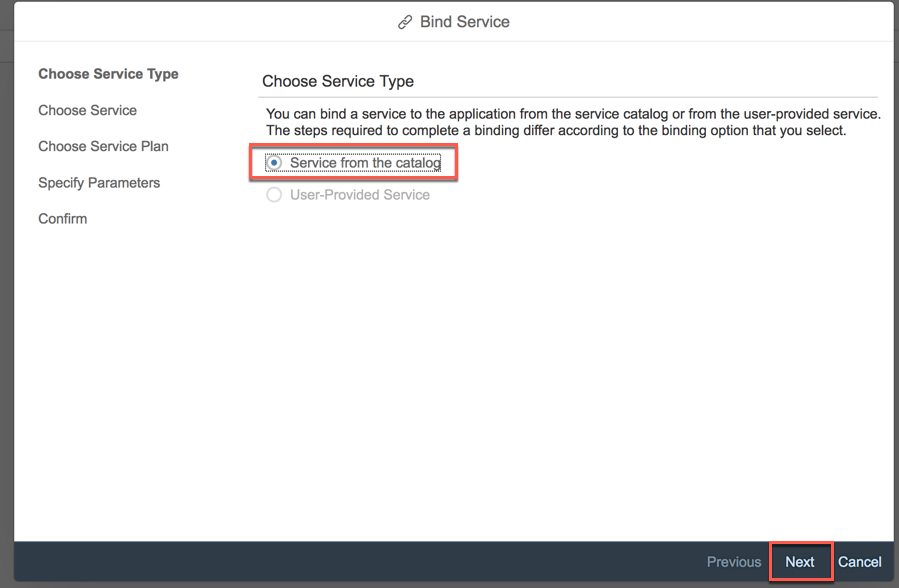 Bind Service
Choose Service Type
Choose Service
Choose Service Plan
Specify Parameters
Confirm
Choose Service Type
You can bind a service to the application from the service catalog or from the user-provided service.
The steps required to complete a binding differ according to the binding option that you select.
Service from the catalog
User-Provided Service
Previous Next Cancel